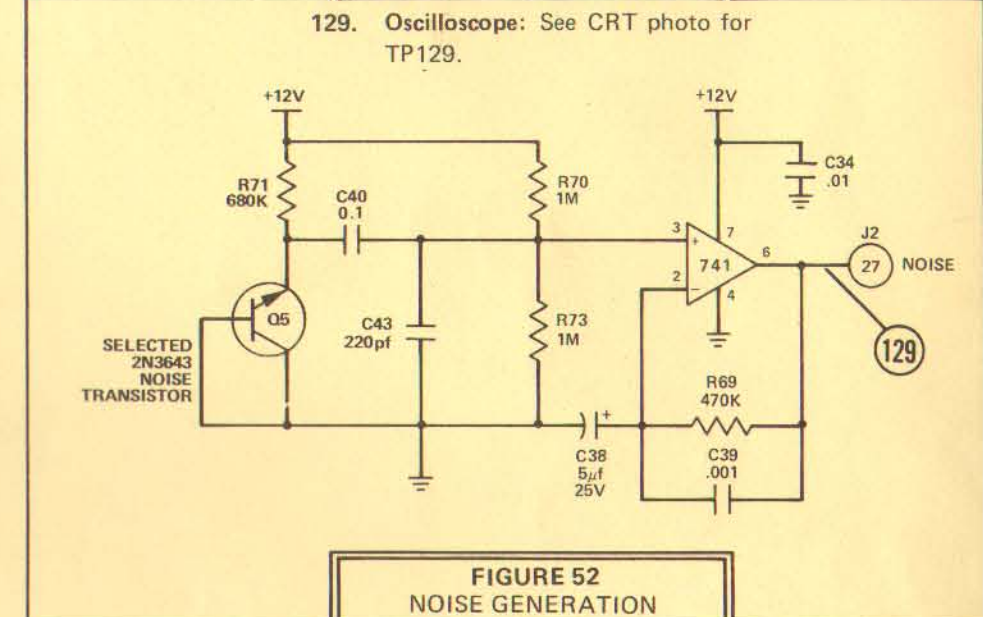 129. Oscilloscope: See CRT photo for
TP129.
+12V
+12V
R71
680K
C40
0.1
R70
1M
C34
.01
3
+
7
741
6
2
−
4
J2
27
NOISE
Q5
C43
220pf
R73
1M
129
SELECTED
2N3643
NOISE
TRANSISTOR
R69
470K
+
C38
5μf
25V
C39
.001
FIGURE 52
NOISE GENERATION